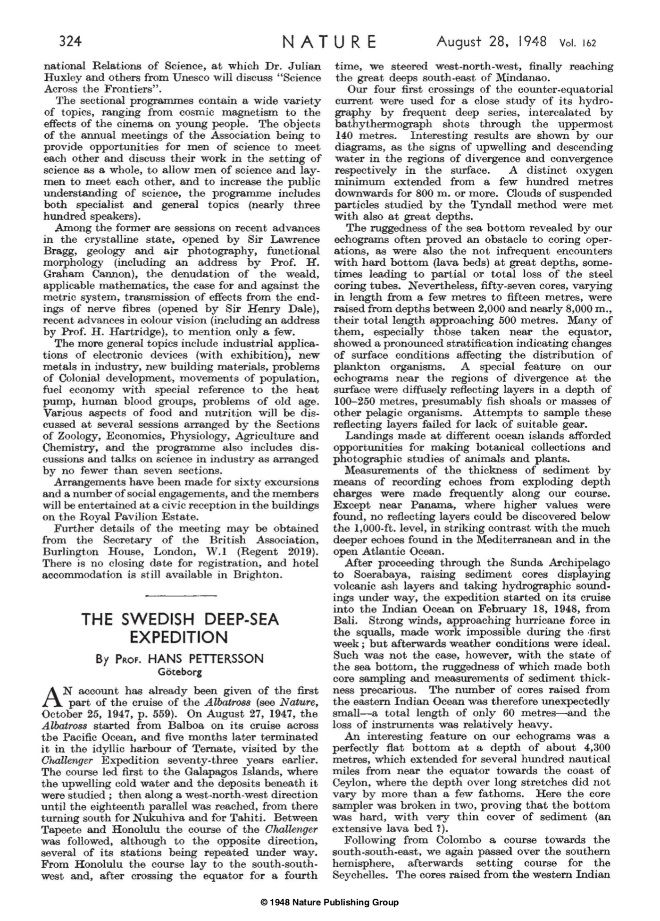 324
NATURE
August 28, 1948 Vol. 162
national Relations of Science, at which Dr. Julian
Huxley and others from Unesco will discuss "Science
Across the Frontiers".
The sectional programmes contain a wide variety
of topics, ranging from cosmic magnetism to the
effects of the cinema on young people. The objects
of the annual meetings of the Association being to
provide opportunities for men of science to meet
each other and discuss their work in the setting of
science as a whole, to allow men of science and lay-
men to meet each other, and to increase the public
understanding of science, the programme includes
both specialist and general topics (nearly three
hundred speakers).
Among the former are sessions on recent advances
in the crystalline state, opened by Sir Lawrence
Bragg, geology and air photography, functional
morphology (including an address by Prof. H.
Graham Cannon), the denudation of the weald,
applicable mathematics, the case for and against the
metric system, transmission of effects from the end-
ings of nerve fibres (opened by Sir Henry Dale),
recent advances in colour vision (including an address
by Prof. H. Hartridge), to mention only a few.
The more general topics include industrial applica-
tions of electronic devices (with exhibition), new
metals in industry, new building materials, problems
of Colonial development, movements of population,
fuel economy with special reference to the heat
pump, human blood groups, problems of old age.
Various aspects of food and nutrition will be dis-
cussed at several sessions arranged by the Sections
of Zoology, Economics, Physiology, Agriculture and
Chemistry, and the programme also includes dis-
cussions and talks on science in industry as arranged
by no fewer than seven sections.
Arrangements have been made for sixty excursions
and a number of social engagements, and the members
will be entertained at a civic reception in the buildings
on the Royal Pavilion Estate.
Further details of the meeting may be obtained
from the Secretary of the British Association,
Burlington House, London, W.1 (Regent 2019).
There is no closing date for registration, and hotel
accommodation is still available in Brighton.
THE SWEDISH DEEP-SEA
EXPEDITION
By PROF. HANS PETTERSSON
Göteborg
AN account has already been given of the first
part of the cruise of the Albatross (see Nature,
October 25, 1947, p. 559). On August 27, 1947, the
Albatross started from Balboa on its cruise across
the Pacific Ocean, and five months later terminated
it in the idyllic harbour of Ternate, visited by the
Challenger Expedition seventy-three years earlier.
The course led first to the Galapagos Islands, where
the upwelling cold water and the deposits beneath it
were studied; then along a west-north-west direction
until the eighteenth parallel was reached, from there
turning south for Nukuhiva and for Tahiti. Between
Tapeete and Honolulu the course of the Challenger
was followed, although to the opposite direction,
several of its stations being repeated under way.
From Honolulu the course lay to the south-south-
west and, after crossing the equator for a fourth
time, we steered west-north-west, finally reaching
the great deeps south-east of Mindanao.
Our four first crossings of the counter-equatorial
current were used for a close study of its hydro-
graphy by frequent deep series, intercalated by
bathythermograph shots through the uppermost
140 metres. Interesting results are shown by our
diagrams, as the signs of upwelling and descending
water in the regions of divergence and convergence
respectively in the surface. A distinct oxygen
minimum extended from a few hundred metres
downwards for 800 m. or more. Clouds of suspended
particles studied by the Tyndall method were met
with also at great depths.
The ruggedness of the sea bottom revealed by our
echograms often proved an obstacle to coring oper-
ations, as were also the not infrequent encounters
with hard bottom (lava beds) at great depths, some-
times leading to partial or total loss of the steel
coring tubes. Nevertheless, fifty-seven cores, varying
in length from a few metres to fifteen metres, were
raised from depths between 2,000 and nearly 8,000 m.,
their total length approaching 500 metres. Many of
them, especially those taken near the equator,
showed a pronounced stratification indicating changes
of surface conditions affecting the distribution of
plankton organisms. A special feature on our
echograms near the regions of divergence at the
surface were diffusely reflecting layers in a depth of
100–250 metres, presumably fish shoals or masses of
other pelagic organisms. Attempts to sample these
reflecting layers failed for lack of suitable gear.
Landings made at different ocean islands afforded
opportunities for making botanical collections and
photographic studies of animals and plants.
Measurements of the thickness of sediment by
means of recording echoes from exploding depth
charges were made frequently along our course.
Except near Panama, where higher values were
found, no reflecting layers could be discovered below
the 1,000-ft. level, in striking contrast with the much
deeper echoes found in the Mediterranean and in the
open Atlantic Ocean.
After proceeding through the Sunda Archipelago
to Soerabaya, raising sediment cores displaying
volcanic ash layers and taking hydrographic sound-
ings under way, the expedition started on its cruise
into the Indian Ocean on February 18, 1948, from
Bali. Strong winds, approaching hurricane force in
the squalls, made work impossible during the first
week; but afterwards weather conditions were ideal.
Such was not the case, however, with the state of
the sea bottom, the ruggedness of which made both
core sampling and measurements of sediment thick-
ness precarious. The number of cores raised from
the eastern Indian Ocean was therefore unexpectedly
small—a total length of only 60 metres—and the
loss of instruments was relatively heavy.
An interesting feature on our echograms was a
perfectly flat bottom at a depth of about 4,300
metres, which extended for several hundred nautical
miles from near the equator towards the coast of
Ceylon, where the depth over long stretches did not
vary by more than a few fathoms. Here the core
sampler was broken in two, proving that the bottom
was hard, with very thin cover of sediment (an
extensive lava bed ?).
Following from Colombo a course towards the
south-south-east, we again passed over the southern
hemisphere, afterwards setting course for the
Seychelles. The cores raised from the western Indian
© 1948 Nature Publishing Group